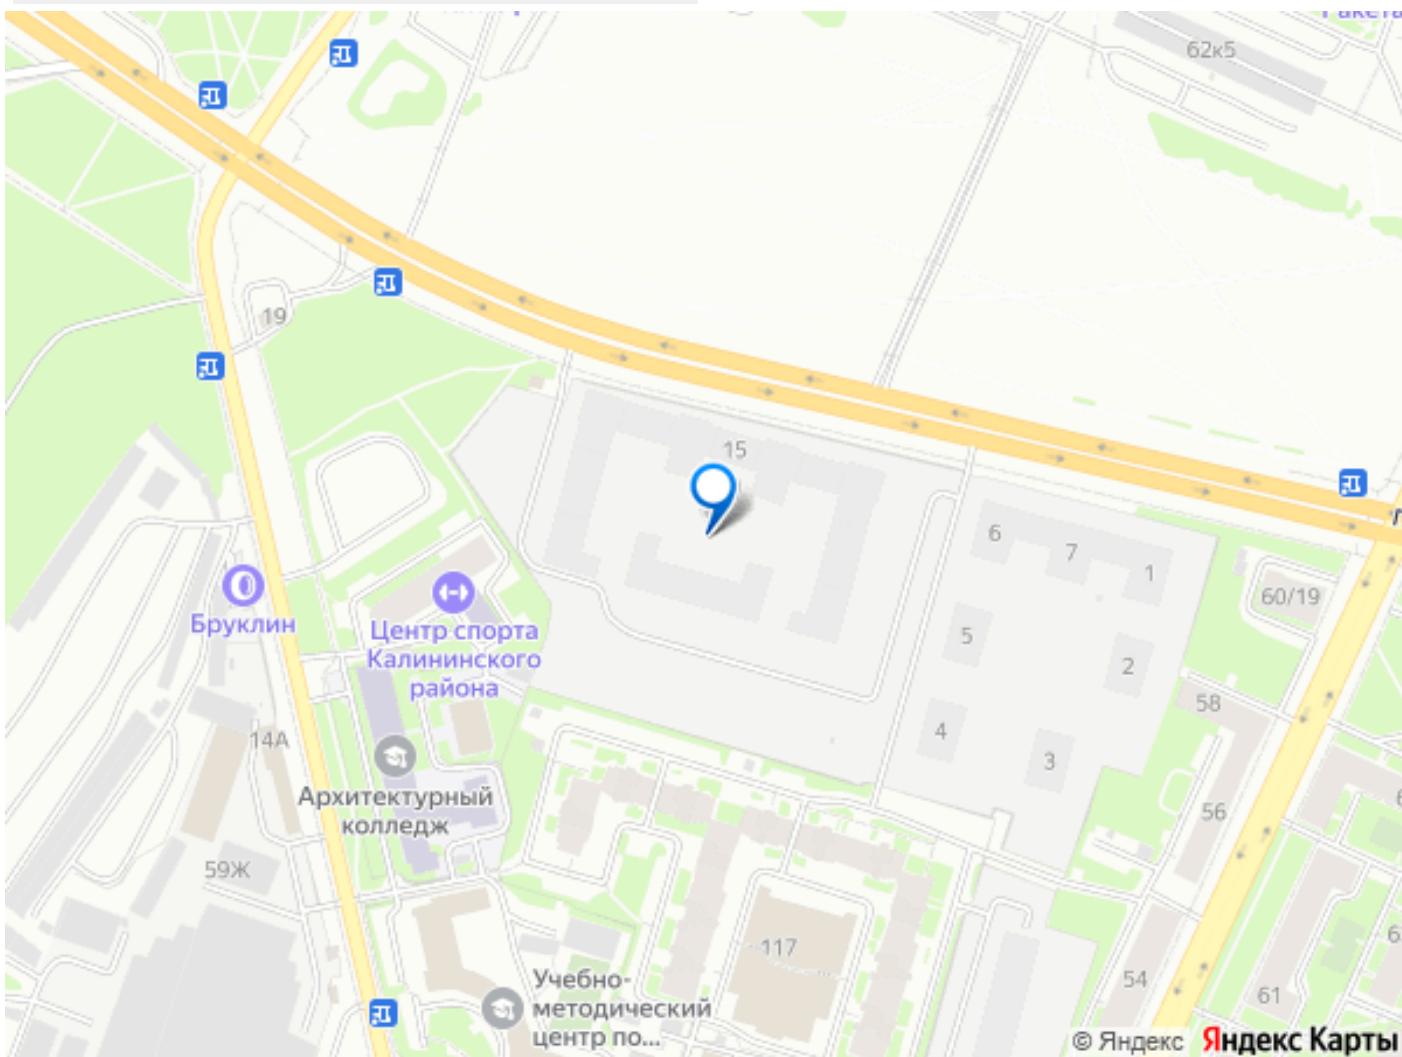 62к5
19
15
6
7
1
60/19
Бруклин
Центр спорта
Калининского
района
5
2
58
4
3
14А
Архитектурный
колледж
56
59Ж
117
Учебно-
методический
центр по...
54
61
© Яндекс
Яндекс Карты